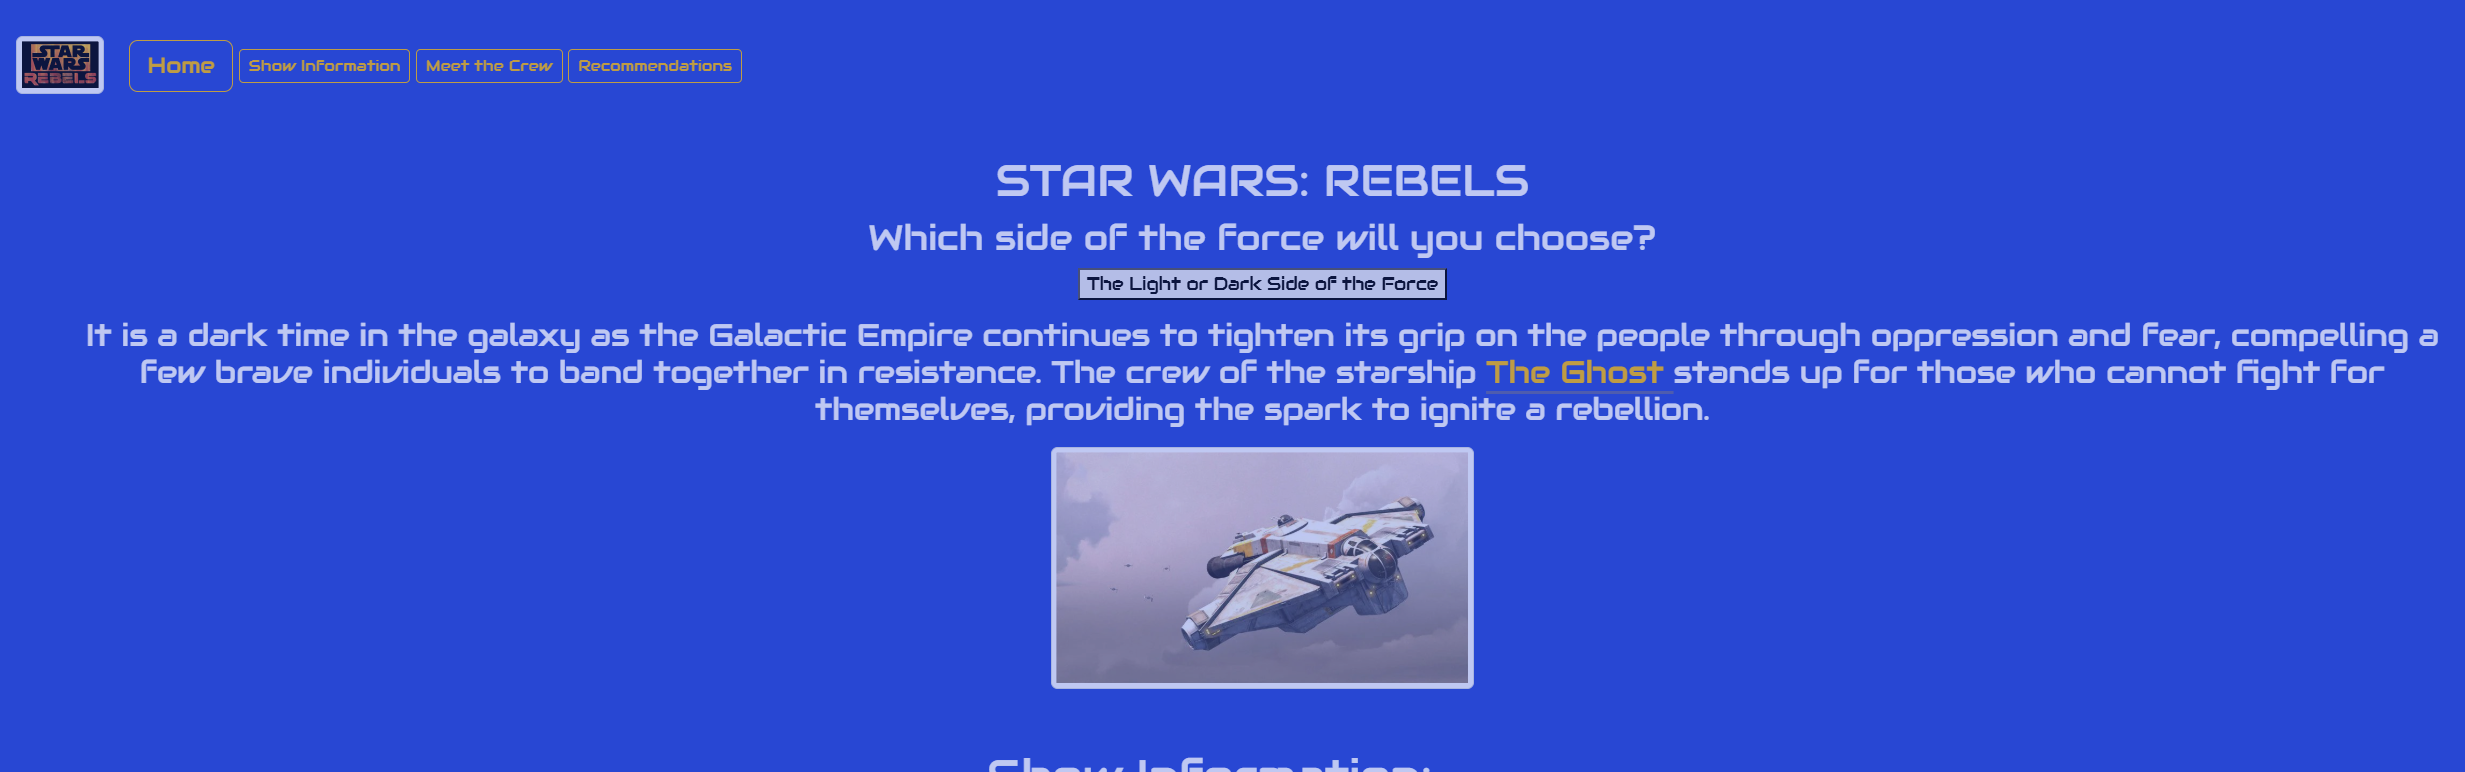 STAR
WARS
REBELS
Home
Show Information
Meet the Crew
Recommendations
STAR WARS: REBELS
Which side of the force will you choose?
The Light or Dark Side of the Force
It is a dark time in the galaxy as the Galactic Empire continues to tighten its grip on the people through oppression and fear, compelling a
few brave individuals to band together in resistance. The crew of the starship The Ghost stands up for those who cannot fight for
themselves, providing the spark to ignite a rebellion.
Show Information: